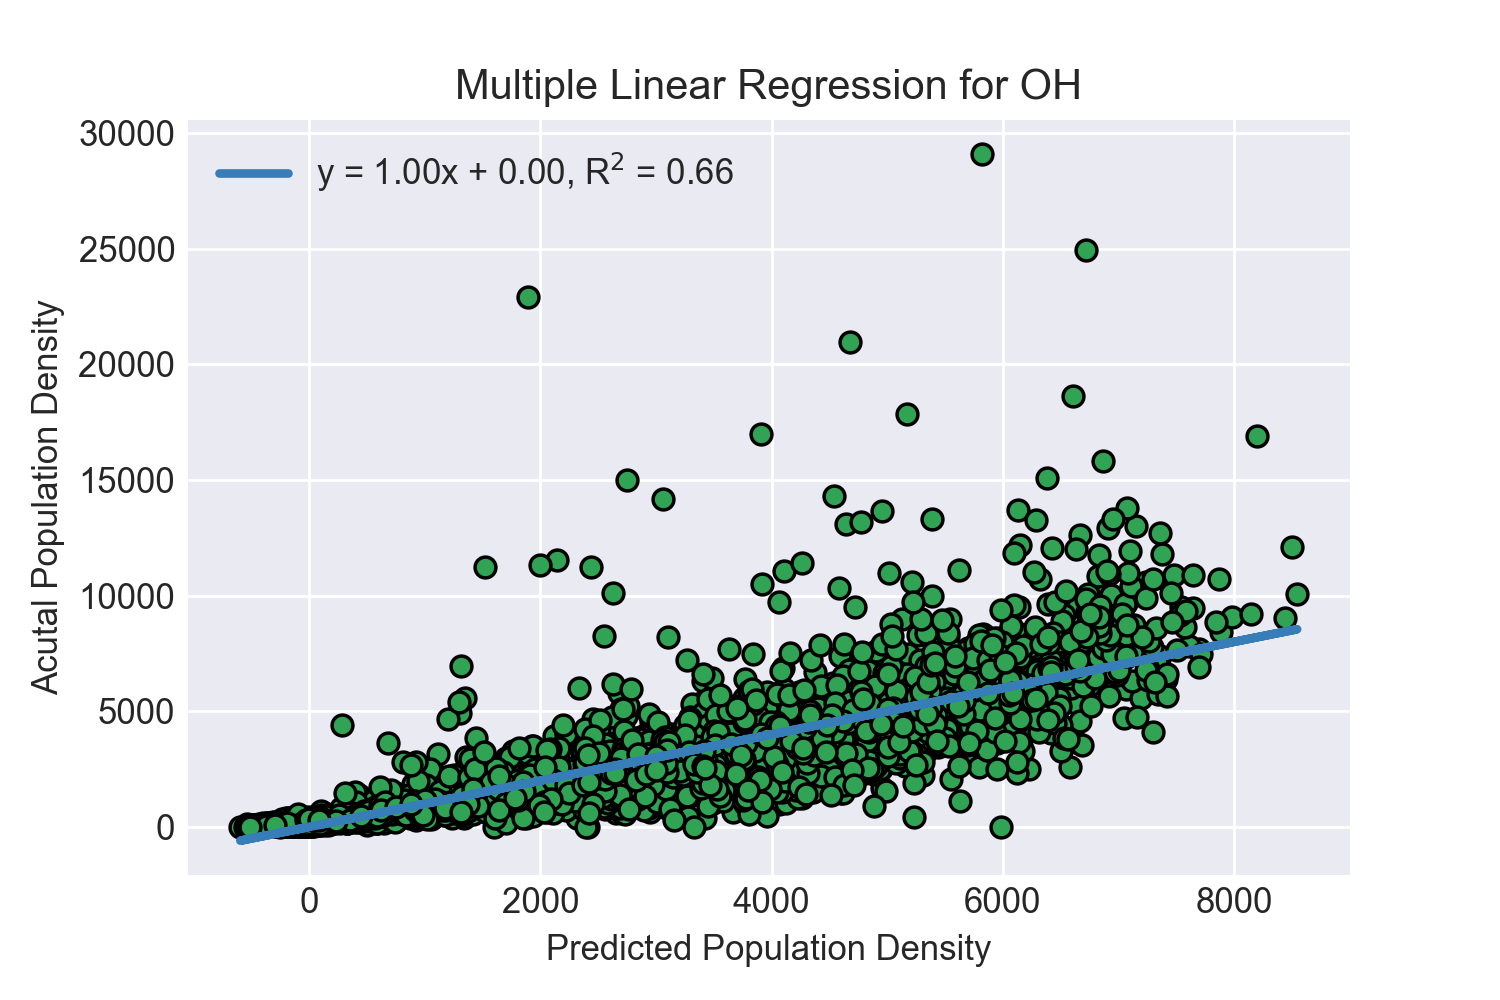 Multiple Linear Regression for OH
y = 1.00x + 0.00, R² = 0.66
Acutal Population Density
30000
25000
20000
15000
10000
5000
0
0 2000 4000 6000 8000
Predicted Population Density